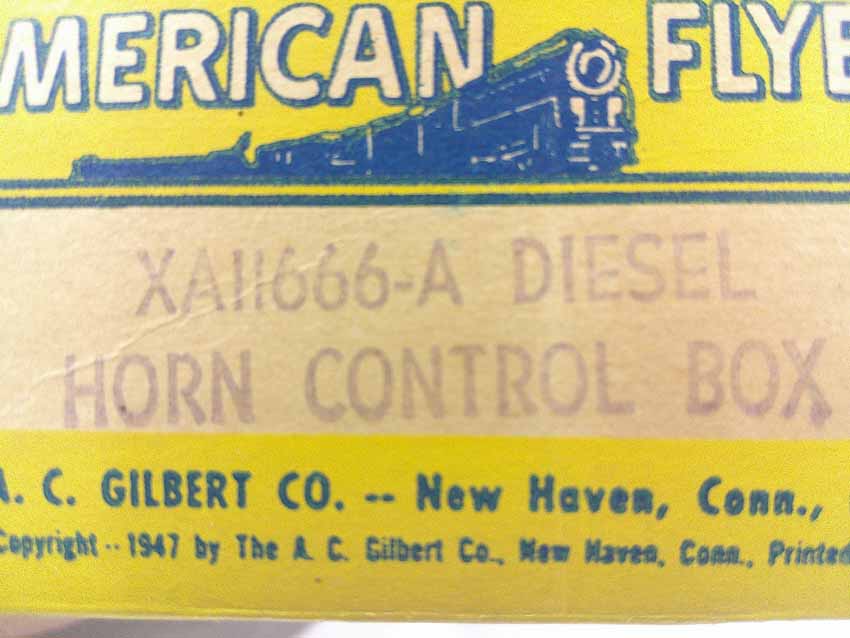 MERICAN FLYE
XA11666-A DIESEL
HORN CONTROL BOX
A. C. GILBERT CO. -- New Haven, Conn.,
Copyright -- 1947 by The A. C. Gilbert Co., New Haven, Conn., Printed